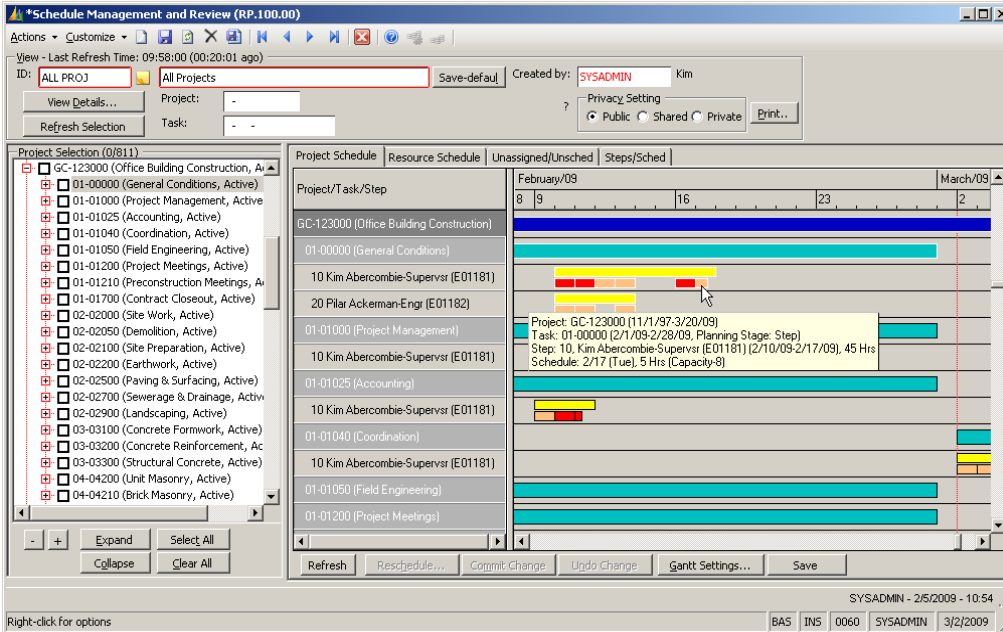 *Schedule Management and Review (RP.100.00)
Actions Customize
View - Last Refresh Time: 09:58:00 (00:20:01 ago)
ID: ALL PROJ All Projects Save-defaul Created by: SYSADMIN Kim
View Details... Project: - ? Privacy Setting
Public Shared Private Print..
Refresh Selection Task: - -
Project Selection (0/811)
GC-123000 (Office Building Construction, A
01-00000 (General Conditions, Active)
01-01000 (Project Management, Active
01-01025 (Accounting, Active)
01-01040 (Coordination, Active)
01-01050 (Field Engineering, Active)
01-01200 (Project Meetings, Active)
01-01210 (Preconstruction Meetings, A
01-01700 (Contract Closeout, Active)
02-02000 (Site Work, Active)
02-02050 (Demolition, Active)
02-02100 (Site Preparation, Active)
02-02200 (Earthwork, Active)
02-02500 (Paving & Surfacing, Active)
02-02700 (Sewerage & Drainage, Activ
02-02900 (Landscaping, Active)
03-03100 (Concrete Formwork, Active)
03-03200 (Concrete Reinforcement, Ac
03-03300 (Structural Concrete, Active)
04-04200 (Unit Masonry, Active)
04-04210 (Brick Masonry, Active)
- + Expand Select All
Collapse Clear All
Project Schedule Resource Schedule Unassigned/Unsched Steps/Sched
Project/Task/Step February/09 March/09
8 9 16 23 2
GC-123000 (Office Building Construction)
01-00000 (General Conditions)
10 Kim Abercombie-Supervsr (E01181)
20 Pilar Ackerman-Engr (E01182)
Project: GC-123000 (11/1/97-3/20/09)
Task: 01-00000 (2/1/09-2/28/09, Planning Stage: Step)
Step: 10, Kim Abercombie-Supervsr (E01181) (2/10/09-2/17/09), 45 Hrs
Schedule: 2/17 (Tue), 5 Hrs (Capacity-8)
01-01000 (Project Management)
10 Kim Abercombie-Supervsr (E01181)
01-01025 (Accounting)
10 Kim Abercombie-Supervsr (E01181)
01-01040 (Coordination)
10 Kim Abercombie-Supervsr (E01181)
01-01050 (Field Engineering)
01-01200 (Project Meetings)
Refresh Reschedule... Commit Change Undo Change Gantt Settings... Save
SYSADMIN - 2/5/2009 - 10:54
Right-click for options BAS INS 0060 SYSADMIN 3/2/2009